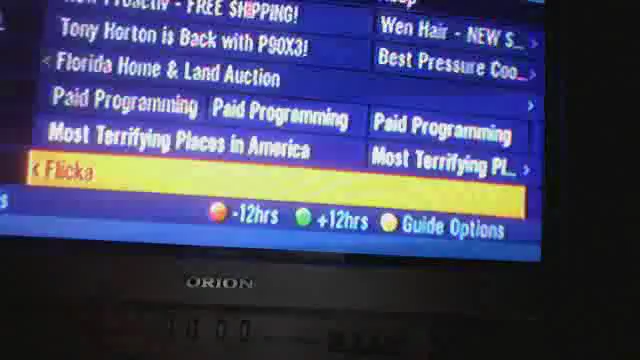 FREE SHIPPING!
Wen Hair - NEW S...
Tony Horton is Back with P90X3!
Best Pressure Coo...
< Florida Home & Land Auction
Paid Programming Paid Programming Paid Programming
Most Terrifying Places in America Most Terrifying Pl...
< Flicka
-12hrs +12hrs Guide Options
ORION